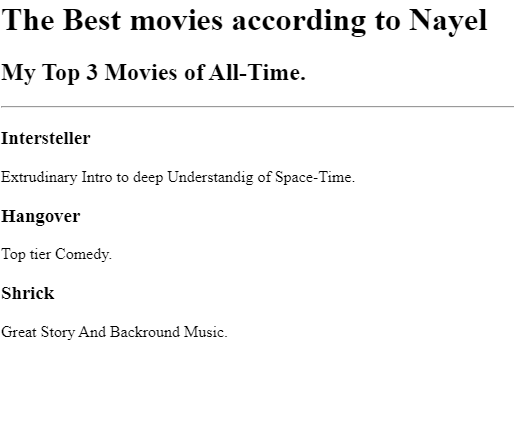 The Best movies according to Nayel
My Top 3 Movies of All-Time.
Intersteller
Extrudinary Intro to deep Understandig of Space-Time.
Hangover
Top tier Comedy.
Shrick
Great Story And Backround Music.